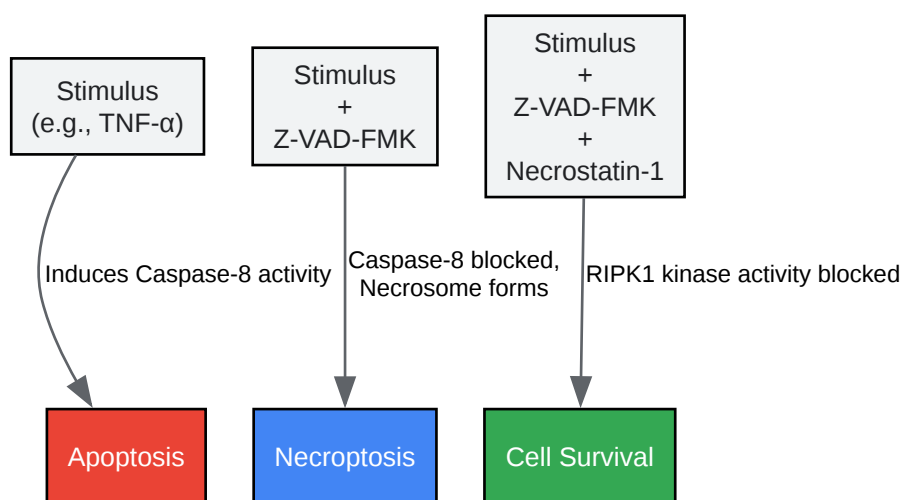 Stimulus
(e.g., TNF-α)
Stimulus
+
Z-VAD-FMK
Stimulus
+
Z-VAD-FMK
+
Necrostatin-1
Induces Caspase-8 activity
Caspase-8 blocked,
Necrosome forms
RIPK1 kinase activity blocked
Apoptosis
Necroptosis
Cell Survival